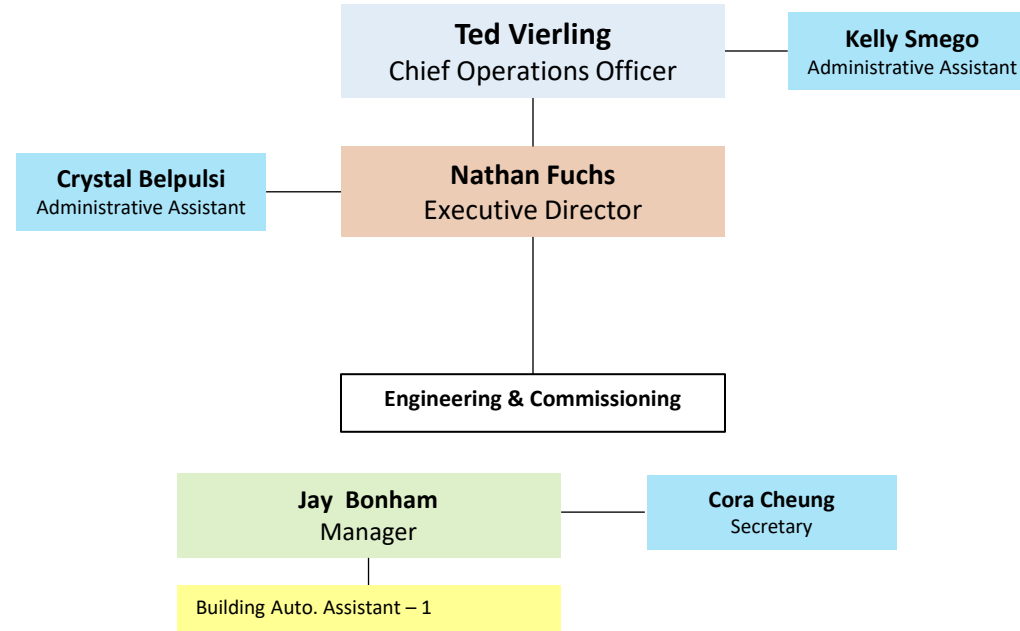 Ted Vierling
Chief Operations Officer
Kelly Smego
Administrative Assistant
Crystal Belpulsi
Administrative Assistant
Nathan Fuchs
Executive Director
Engineering & Commissioning
Jay  Bonham
Manager
Cora Cheung
Secretary
Building Auto. Assistant – 1